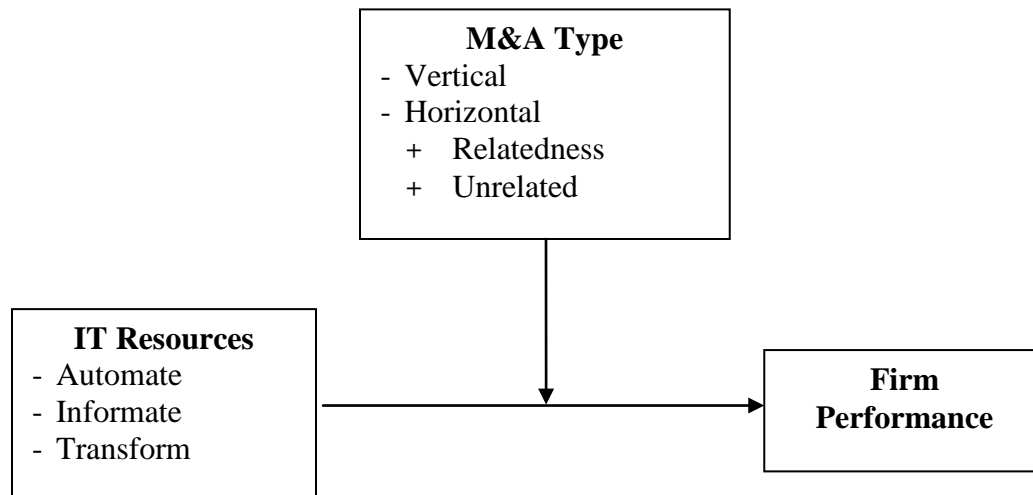 M&A Type
- Vertical
- Horizontal
+ Relatedness
+ Unrelated
IT Resources
- Automate
- Informate
- Transform
Firm
Performance